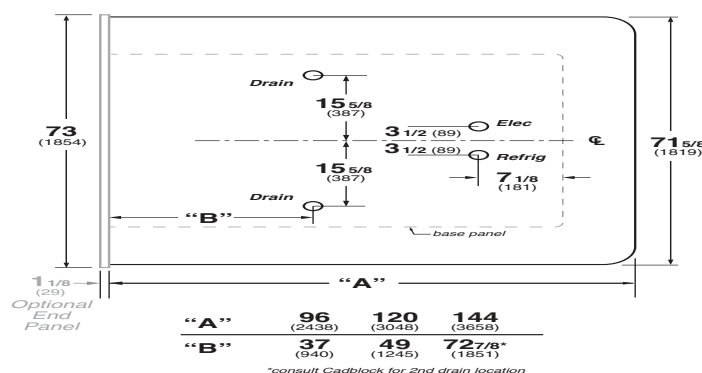 Drain
15 5/8
(387)
73
(1854)
Elec
3 1/2 (89)
℄
3 1/2 (89)
Refrig
71 5/8
(1819)
15 5/8
(387)
7 1/8
(181)
Drain
“B”
base panel
1 1/8
(29)
Optional
End
Panel
“A”
“A” 96 120 144
(2438) (3048) (3658)
“B” 37 49 72 7/8*
(940) (1245) (1851)
*consult Cadblock for 2nd drain location